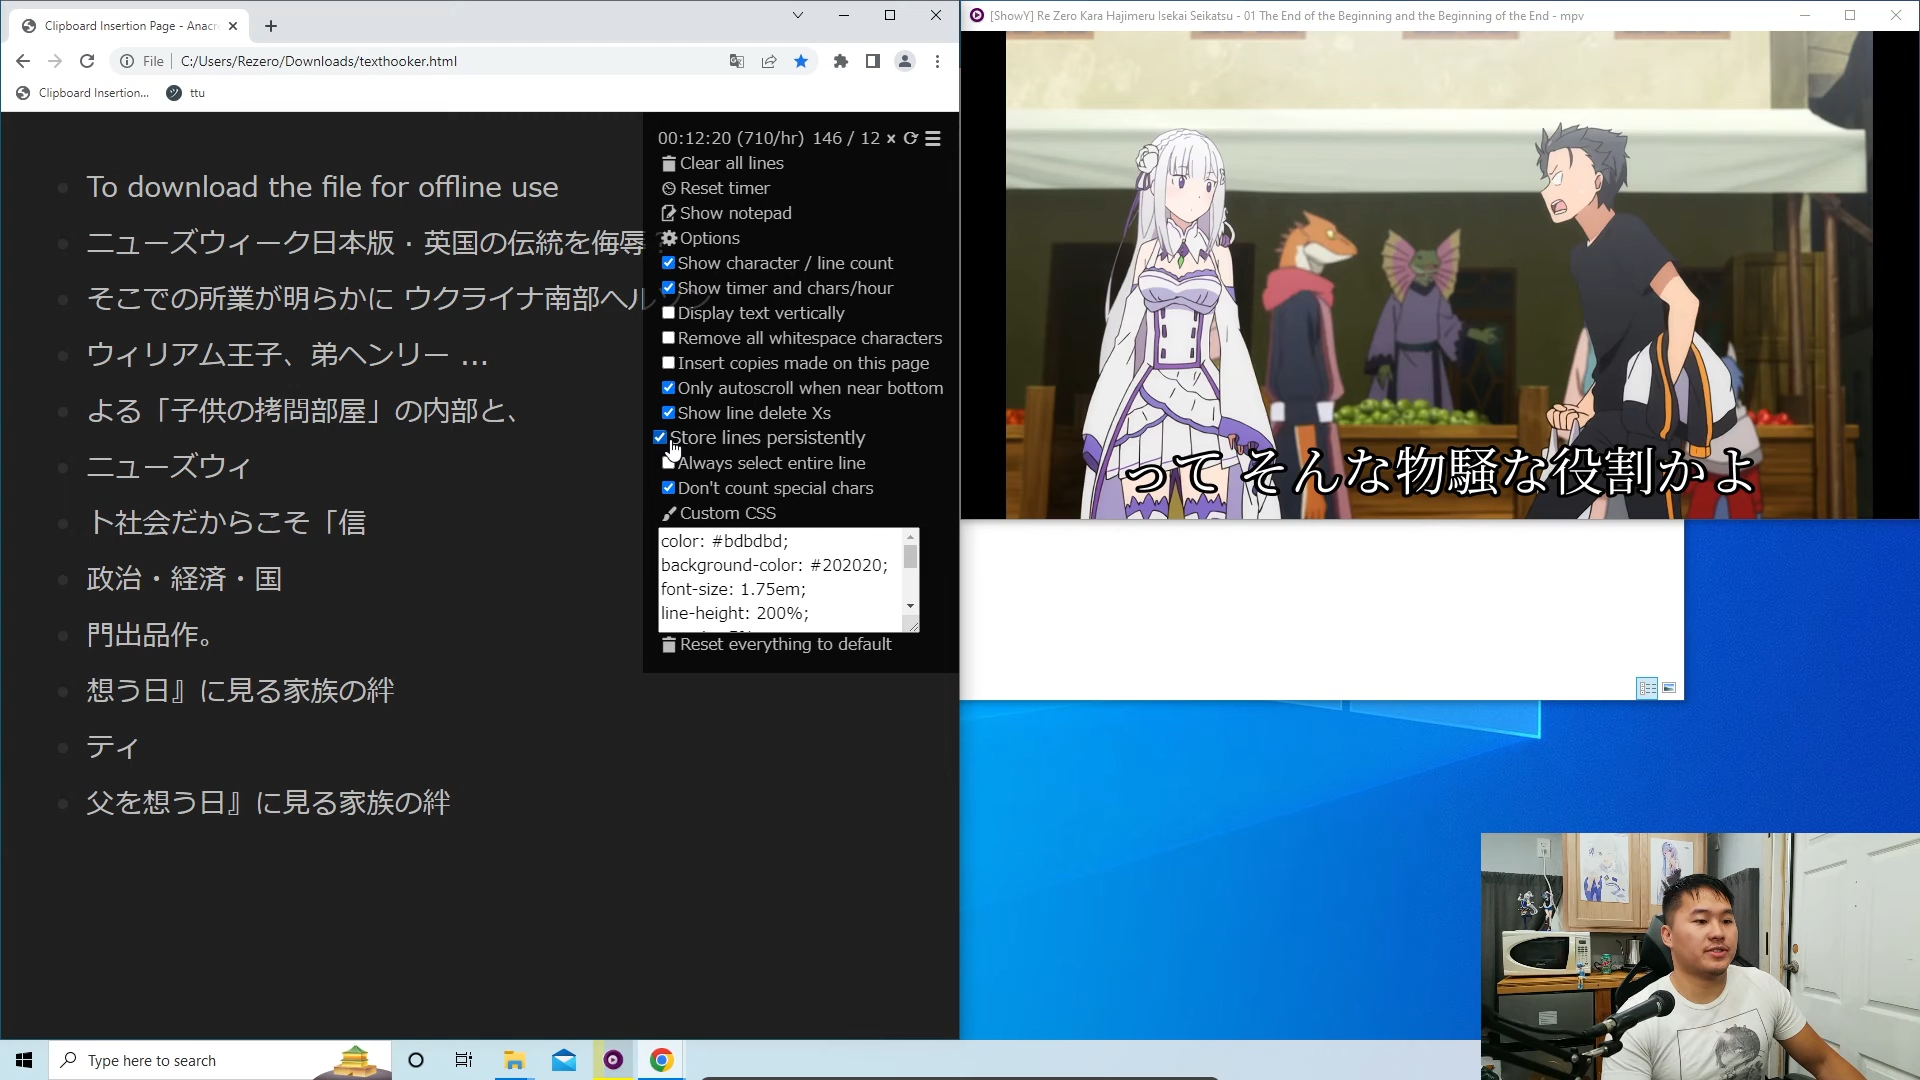 Clipboard Insertion Page - Anacre
[ShowY] Re Zero Kara Hajimeru Isekai Seikatsu - 01 The End of the Beginning and the Beginning of the End - mpv
File
C:/Users/Rezero/Downloads/texthooker.html
Clipboard Insertion...
ttu
00:12:20 (710/hr) 146 / 12 ×
To download the file for offline use
ニューズウィーク日本版・英国の伝統を侮辱
そこでの所業が明らかに ウクライナ南部ヘル
ウィリアム王子、弟ヘンリー ...
よる「子供の拷問部屋」の内部と、
ニューズウィ
ト社会だからこそ「信
政治・経済・国
門出品作。
想う日』に見る家族の絆
ティ
父を想う日』に見る家族の絆
Clear all lines
Reset timer
Show notepad
Options
Show character / line count
Show timer and chars/hour
Display text vertically
Remove all whitespace characters
Insert copies made on this page
Only autoscroll when near bottom
Show line delete Xs
Store lines persistently
Always select entire line
Don't count special chars
Custom CSS
color: #bdbdbd;
background-color: #202020;
font-size: 1.75em;
line-height: 200%;
Reset everything to default
って そんな物騒な役割かよ
Type here to search